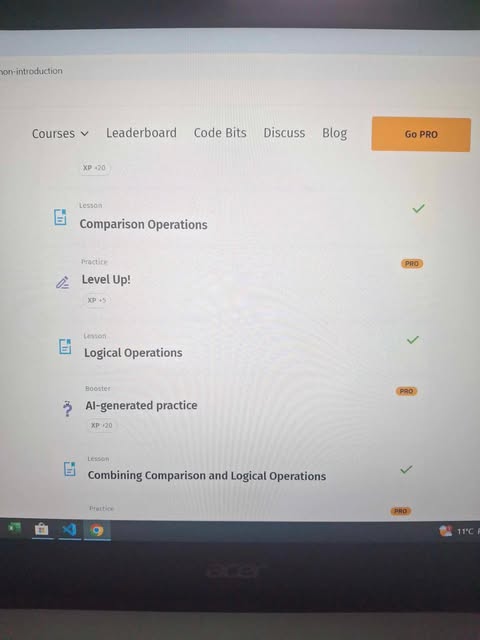 non-introduction
Courses Leaderboard Code Bits Discuss Blog Go PRO
XP +20
Lesson
Comparison Operations
Practice
PRO
Level Up!
XP +5
Lesson
Logical Operations
Booster
PRO
AI-generated practice
XP +20
Lesson
Combining Comparison and Logical Operations
Practice
PRO
11°C
acer